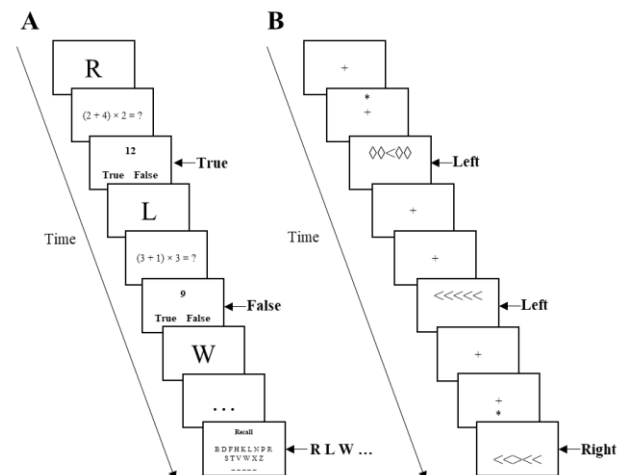 A
R
(2 + 4) × 2 = ?
12
True False
True
L
Time
(3 + 1) × 3 = ?
9
True False
False
W
...
Recall
B D F H K L N P R
S T V W X Z
_ _ _ _ _
R L W ...
B
+
*
+
◊◊<◊◊
Left
+
Time
+
<<<<<
Left
+
+
*
<<><<
Right